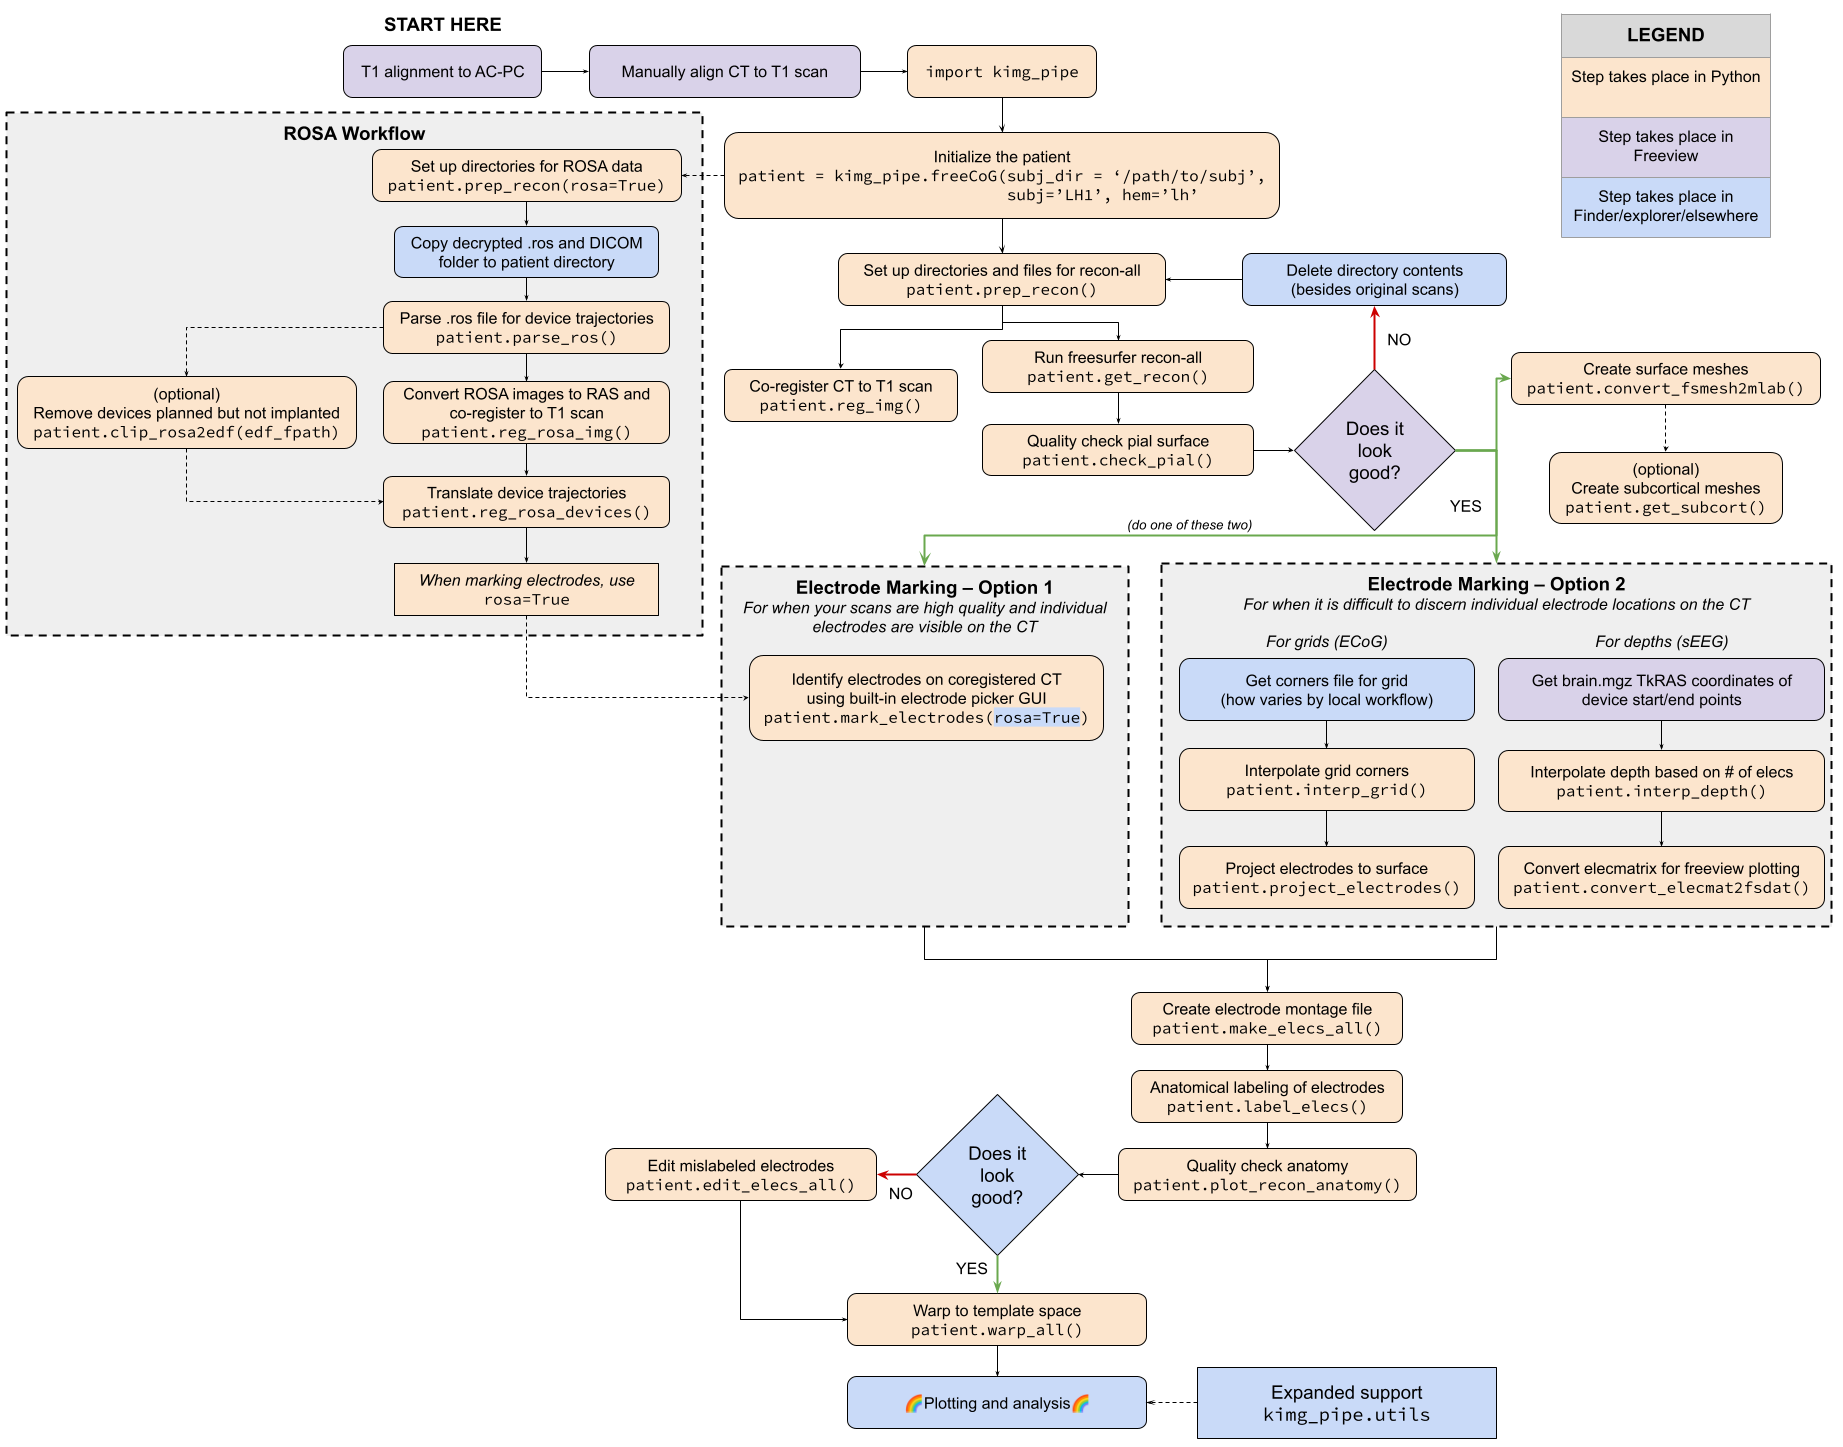 START HERE
T1 alignment to AC-PC
Manually align CT to T1 scan
import kimg_pipe
LEGEND
Step takes place in Python
Step takes place in
Freeview
Step takes place in
Finder/explorer/elsewhere
ROSA Workflow
Set up directories for ROSA data
patient.prep_recon(rosa=True)
Copy decrypted .ros and DICOM
folder to patient directory
Parse .ros file for device trajectories
patient.parse_ros()
(optional)
Remove devices planned but not implanted
patient.clip_rosa2edf(edf_fpath)
Convert ROSA images to RAS and
co-register to T1 scan
patient.reg_rosa_img()
Translate device trajectories
patient.reg_rosa_devices()
When marking electrodes, use
rosa=True
Initialize the patient
patient = kimg_pipe.freeCoG(subj_dir = ‘/path/to/subj’,
subj=’LH1’, hem=’lh’
Set up directories and files for recon-all
patient.prep_recon()
Delete directory contents
(besides original scans)
Co-register CT to T1 scan
patient.reg_img()
Run freesurfer recon-all
patient.get_recon()
Quality check pial surface
patient.check_pial()
Does it
look
good?
NO
YES
Create surface meshes
patient.convert_fsmesh2mlab()
(optional)
Create subcortical meshes
patient.get_subcort()
(do one of these two)
Electrode Marking – Option 1
For when your scans are high quality and individual
electrodes are visible on the CT
Identify electrodes on coregistered CT
using built-in electrode picker GUI
patient.mark_electrodes(rosa=True)
Electrode Marking – Option 2
For when it is difficult to discern individual electrode locations on the CT
For grids (ECoG)
Get corners file for grid
(how varies by local workflow)
Interpolate grid corners
patient.interp_grid()
Project electrodes to surface
patient.project_electrodes()
For depths (sEEG)
Get brain.mgz TkRAS coordinates of
device start/end points
Interpolate depth based on # of elecs
patient.interp_depth()
Convert elecmatrix for freeview plotting
patient.convert_elecmat2fsdat()
Create electrode montage file
patient.make_elecs_all()
Anatomical labeling of electrodes
patient.label_elecs()
Quality check anatomy
patient.plot_recon_anatomy()
Does it
look
good?
NO
YES
Edit mislabeled electrodes
patient.edit_elecs_all()
Warp to template space
patient.warp_all()
🌈Plotting and analysis🌈
Expanded support
kimg_pipe.utils